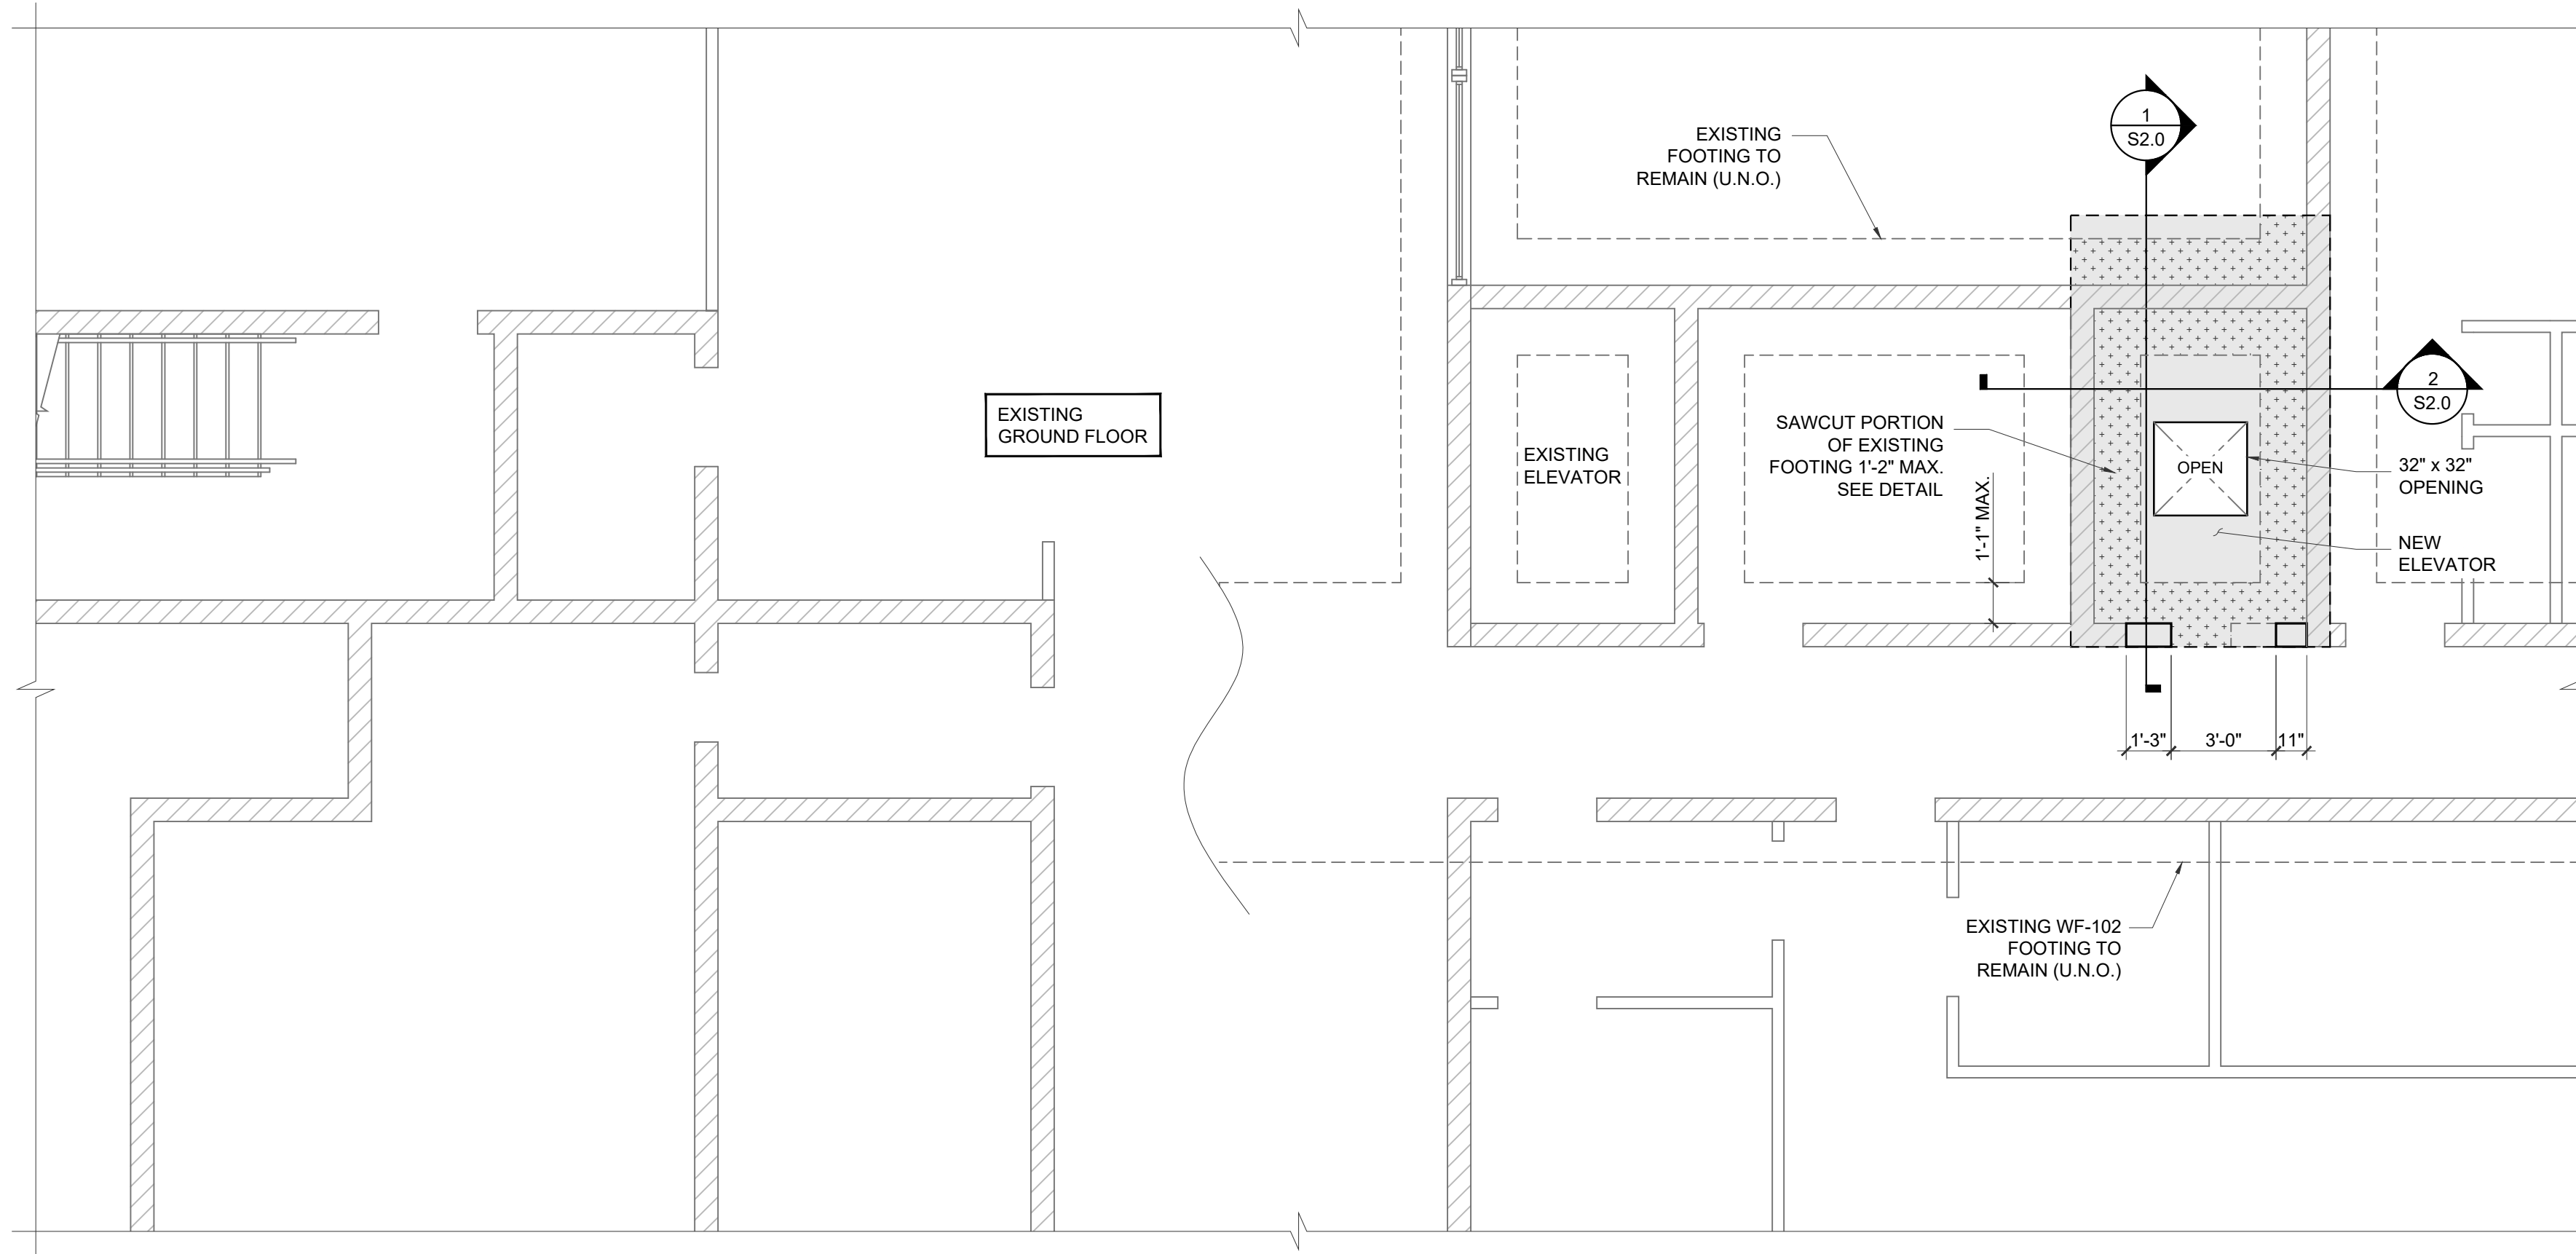 1
S2.0
EXISTING
FOOTING TO
REMAIN (U.N.O.)
2
S2.0
EXISTING
GROUND FLOOR
EXISTING
ELEVATOR
SAWCUT PORTION
OF EXISTING
FOOTING 1'-2" MAX.
SEE DETAIL
1'-1" MAX.
OPEN
32" x 32"
OPENING
NEW
ELEVATOR
1'-3"
3'-0"
11"
EXISTING WF-102
FOOTING TO
REMAIN (U.N.O.)